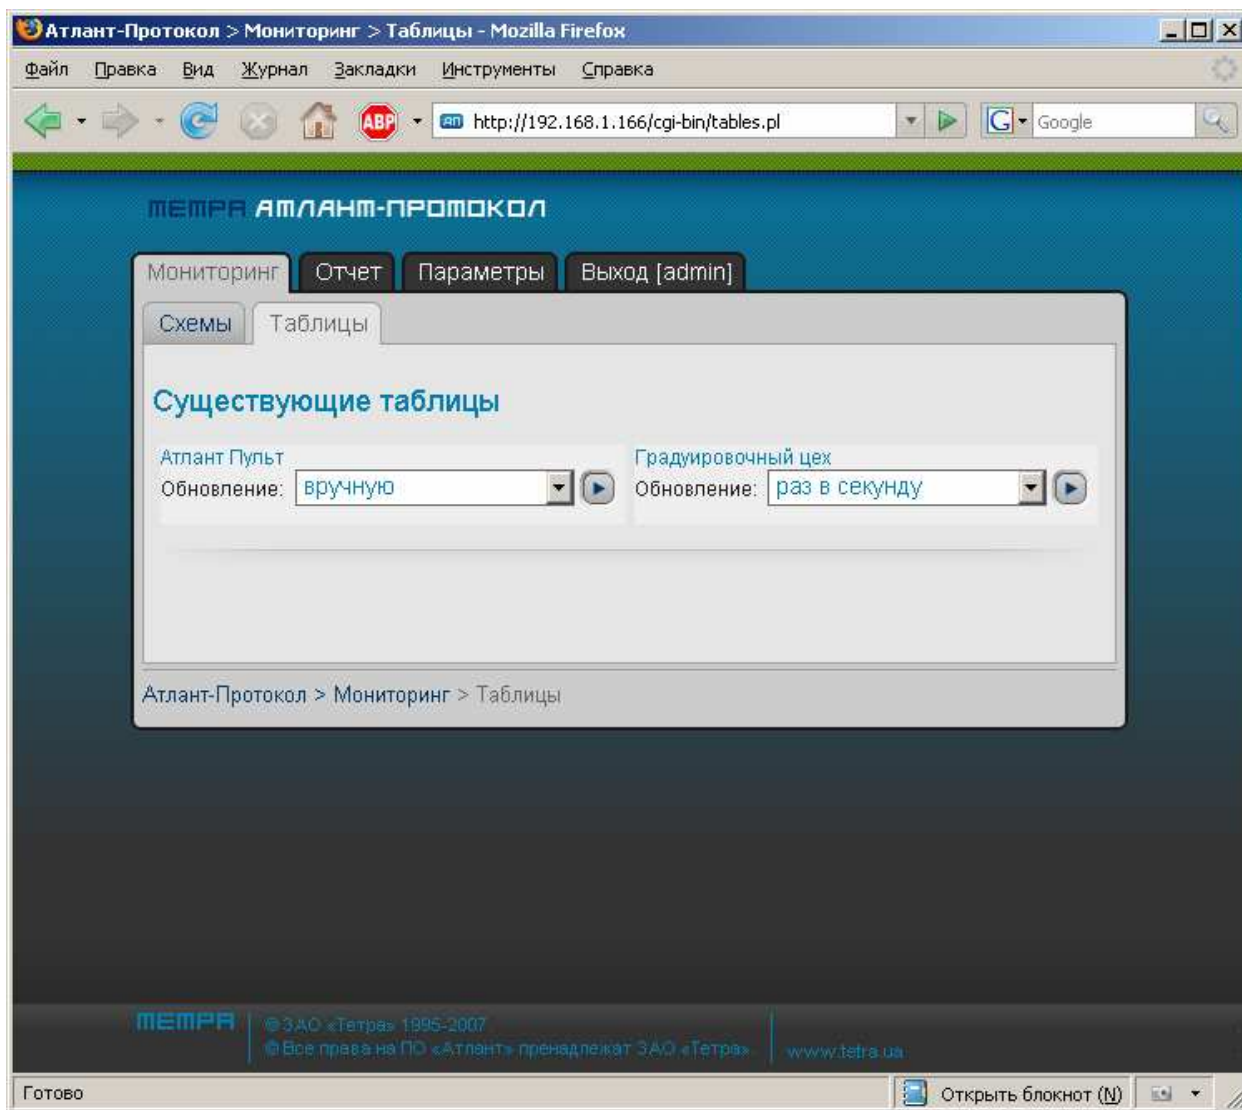 Атлант-Протокол > Мониторинг > Таблицы - Mozilla Firefox
Файл Правка Вид Журнал Закладки Инструменты Справка
ABP АП http://192.168.1.166/cgi-bin/tables.pl G Google
тетра АТЛАНТ-ПРОТОКОЛ
Мониторинг Отчет Параметры Выход [admin]
Схемы Таблицы
Существующие таблицы
Атлант Пульт Градуировочный цех
Обновление: вручную Обновление: раз в секунду
Атлант-Протокол > Мониторинг > Таблицы
тетра © ЗАО «Тетра» 1995-2007
© Все права на ПО «Атлант» пренадлежат ЗАО «Тетра» www.tetra.ua
Готово Открыть блокнот (N)